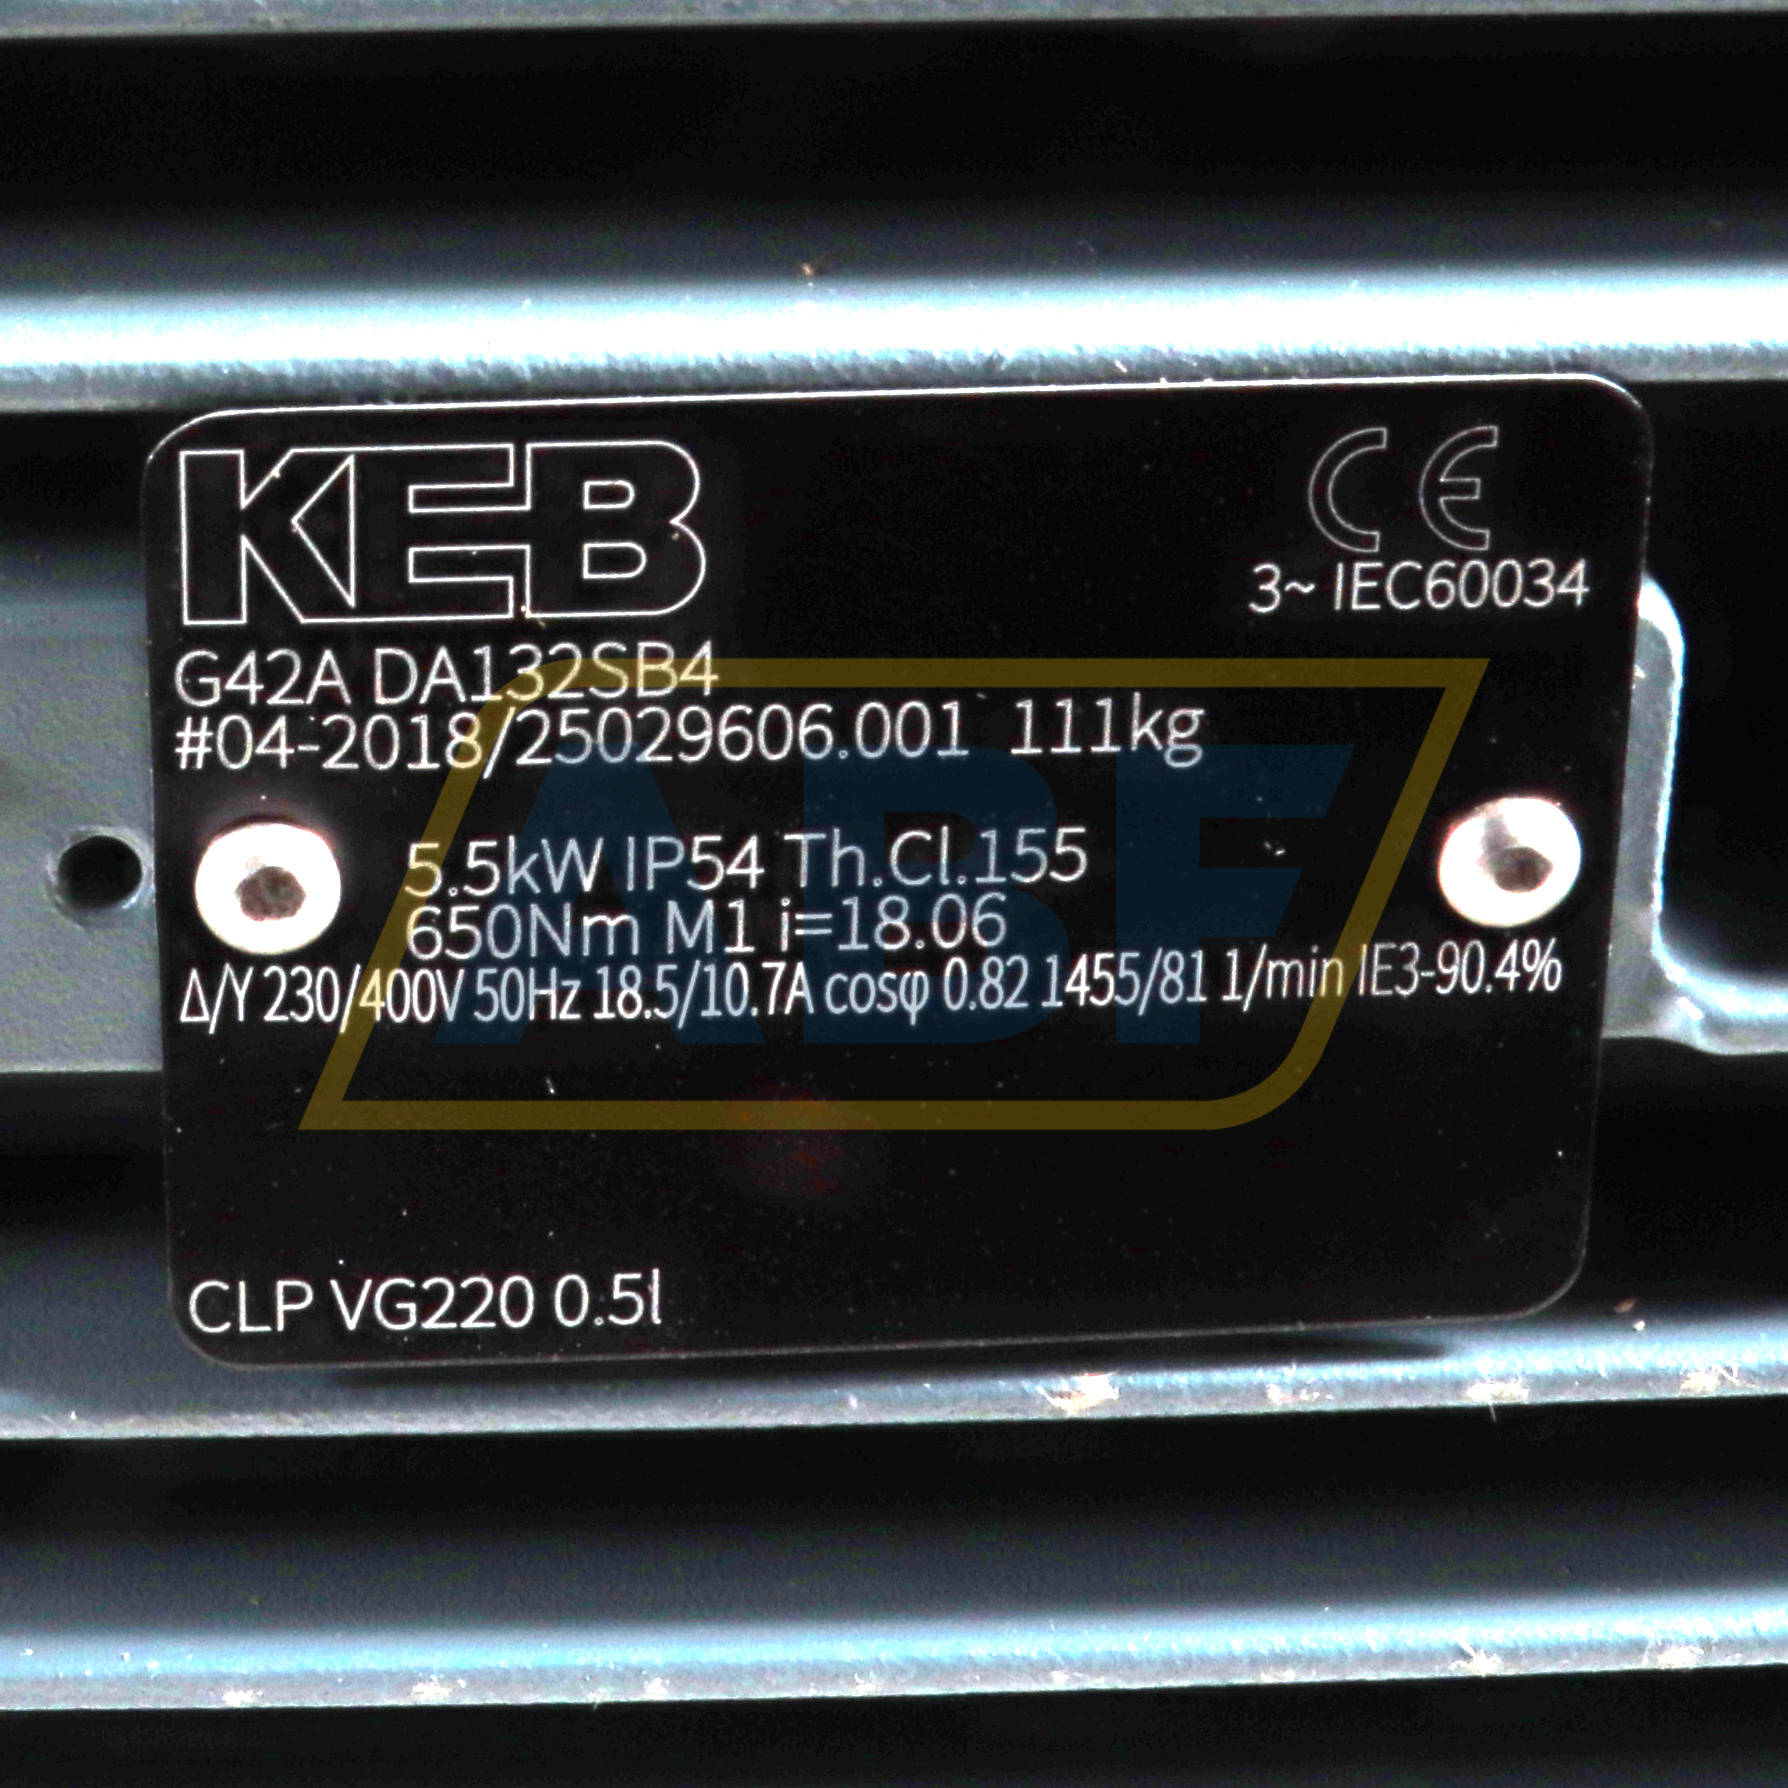 KEB
CE
3~ IEC60034
G42A DA132SB4
#04-2018/25029606.001 111kg
5.5kW IP54 Th.Cl.155
650Nm M1 i=18.06
Δ/Y 230/400V 50Hz 18.5/10.7A cosφ 0.82 1455/81 1/min IE3-90.4%
ABF
CLP VG220 0.5l